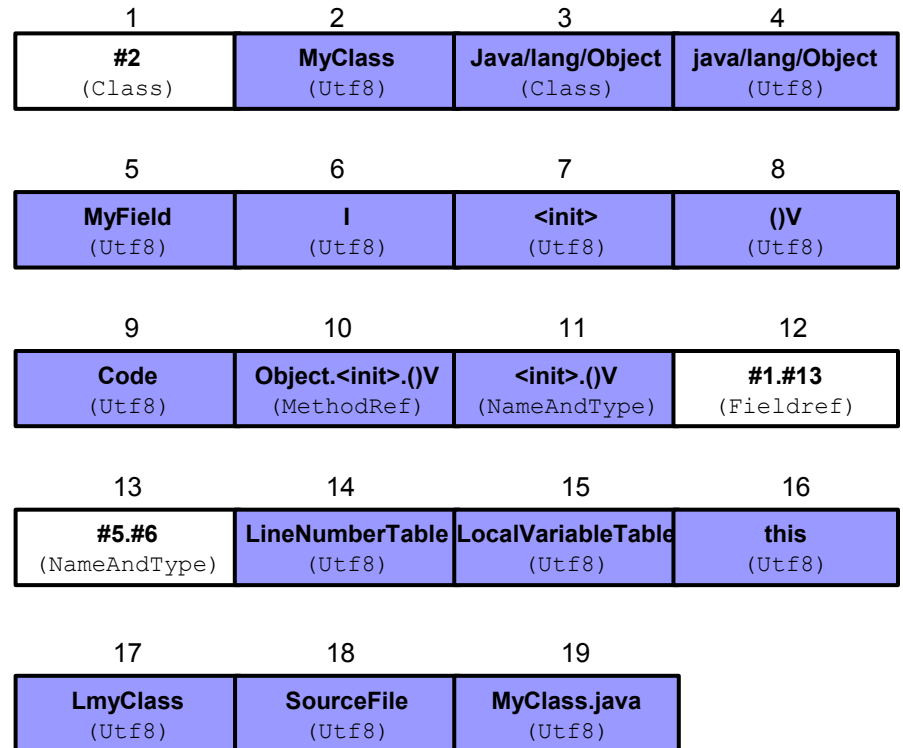 1 2 3 4
#2 MyClass Java/lang/Object java/lang/Object
(Class) (Utf8) (Class) (Utf8)
5 6 7 8
MyField I <init> ()V
(Utf8) (Utf8) (Utf8) (Utf8)
9 10 11 12
Code Object.<init>.()V <init>.()V #1.#13
(Utf8) (MethodRef) (NameAndType) (Fieldref)
13 14 15 16
#5.#6 LineNumberTable LocalVariableTable this
(NameAndType) (Utf8) (Utf8) (Utf8)
17 18 19
LmyClass SourceFile MyClass.java
(Utf8) (Utf8) (Utf8)